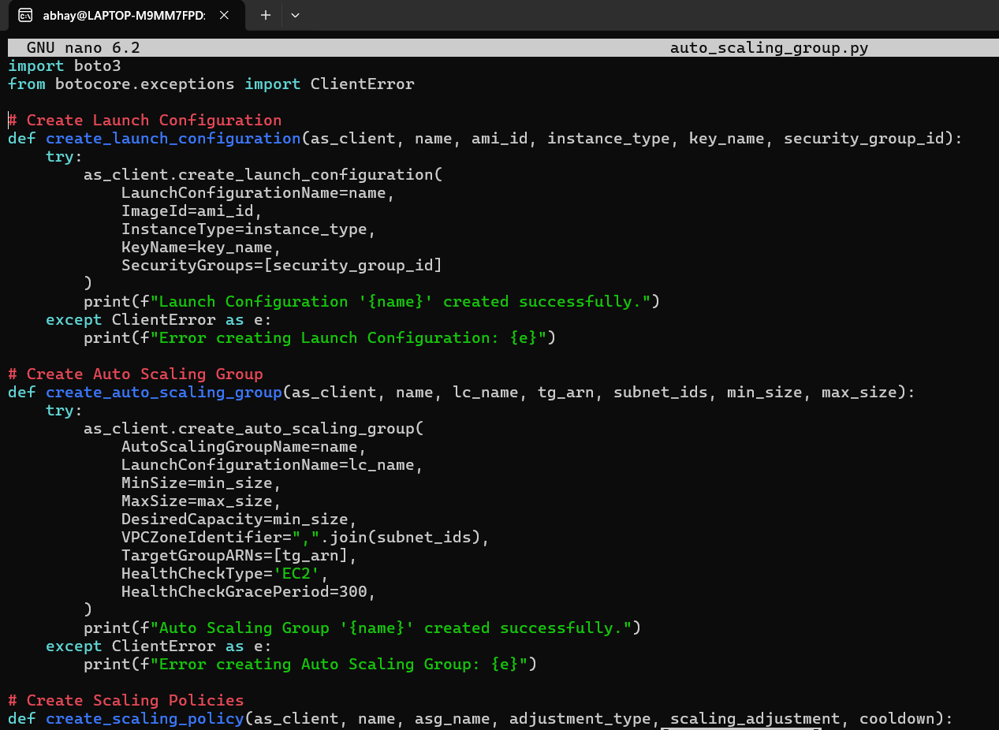 abhay@LAPTOP-M9MM7FPD:
GNU nano 6.2 auto_scaling_group.py
import boto3
from botocore.exceptions import ClientError

# Create Launch Configuration
def create_launch_configuration(as_client, name, ami_id, instance_type, key_name, security_group_id):
    try:
        as_client.create_launch_configuration(
            LaunchConfigurationName=name,
            ImageId=ami_id,
            InstanceType=instance_type,
            KeyName=key_name,
            SecurityGroups=[security_group_id]
        )
        print(f"Launch Configuration '{name}' created successfully.")
    except ClientError as e:
        print(f"Error creating Launch Configuration: {e}")

# Create Auto Scaling Group
def create_auto_scaling_group(as_client, name, lc_name, tg_arn, subnet_ids, min_size, max_size):
    try:
        as_client.create_auto_scaling_group(
            AutoScalingGroupName=name,
            LaunchConfigurationName=lc_name,
            MinSize=min_size,
            MaxSize=max_size,
            DesiredCapacity=min_size,
            VPCZoneIdentifier=",".join(subnet_ids),
            TargetGroupARNs=[tg_arn],
            HealthCheckType='EC2',
            HealthCheckGracePeriod=300,
        )
        print(f"Auto Scaling Group '{name}' created successfully.")
    except ClientError as e:
        print(f"Error creating Auto Scaling Group: {e}")

# Create Scaling Policies
def create_scaling_policy(as_client, name, asg_name, adjustment_type, scaling_adjustment, cooldown):